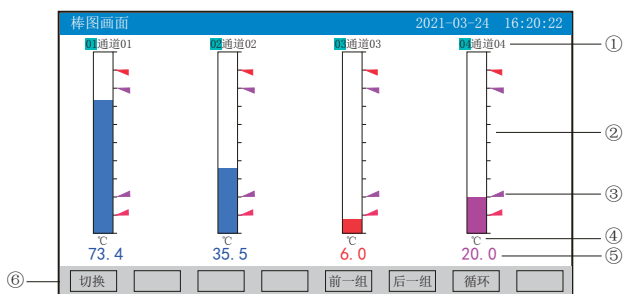 棒图画面 2021-03-24 16:20:22
01通道01 02通道02 03通道03 04通道04 ①
②
③
℃ ℃ ℃ ℃ ④
73.4 35.5 6.0 20.0 ⑤
⑥ 切换 前一组 后一组 循环